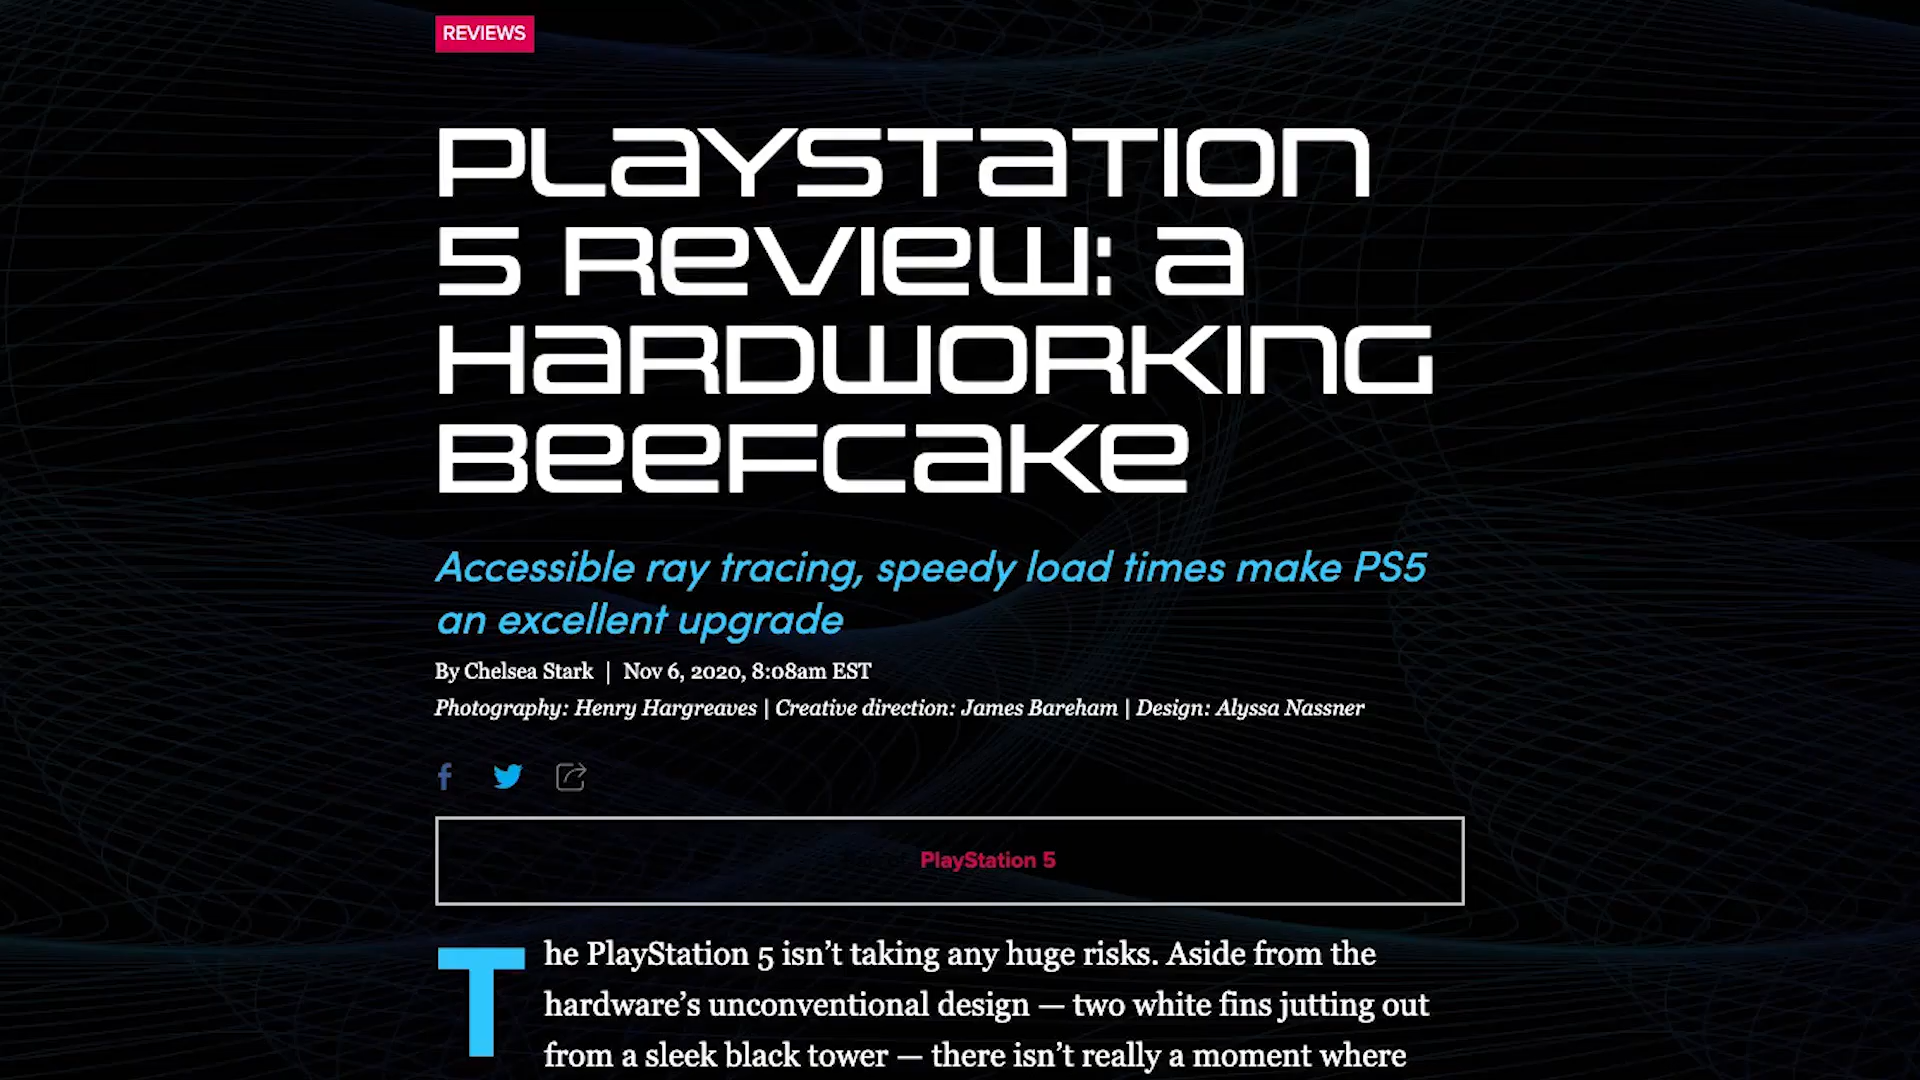 REVIEWS
PLAYSTATION
5 REVIEW: A
HARDWORKING
BEEFCAKE
Accessible ray tracing, speedy load times make PS5
an excellent upgrade
By Chelsea Stark | Nov 6, 2020, 8:08am EST
Photography: Henry Hargreaves | Creative direction: James Bareham | Design: Alyssa Nassner
PlayStation 5
The PlayStation 5 isn’t taking any huge risks. Aside from the
hardware’s unconventional design — two white fins jutting out
from a sleek black tower — there isn’t really a moment where